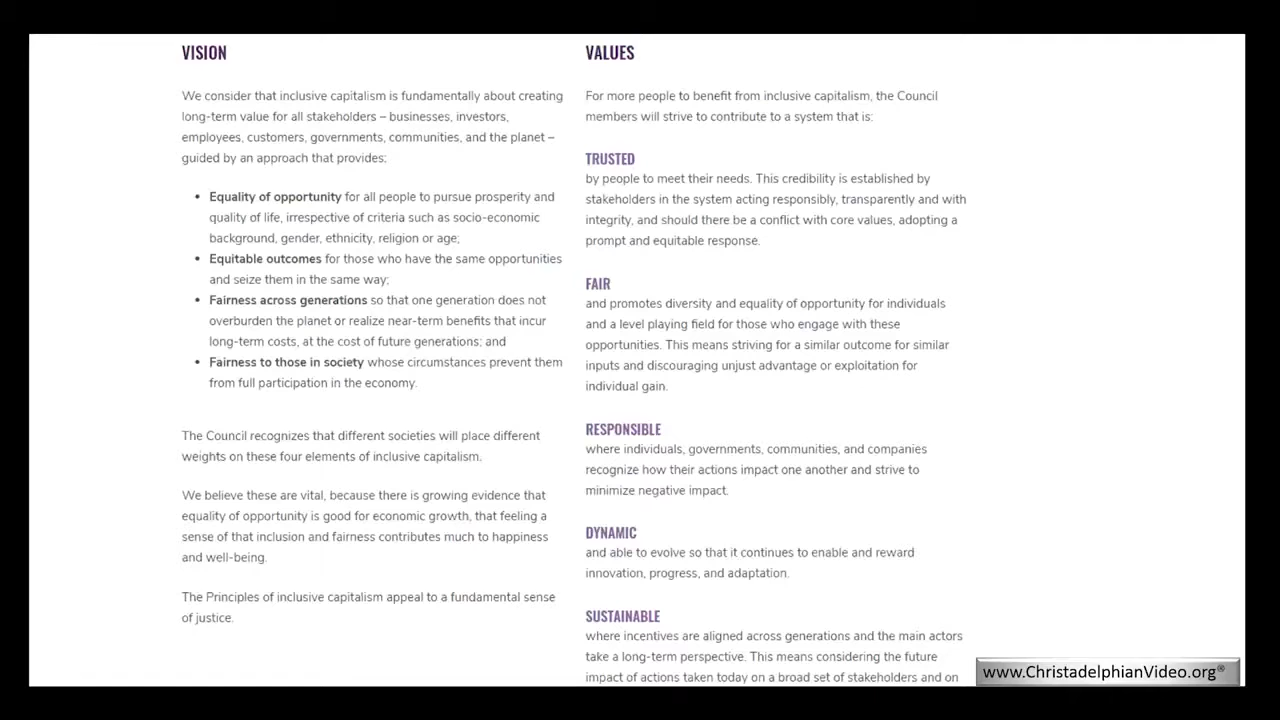 VISION
We consider that inclusive capitalism is fundamentally about creating
long-term value for all stakeholders – businesses, investors,
employees, customers, governments, communities, and the planet –
guided by an approach that provides:
• Equality of opportunity for all people to pursue prosperity and
quality of life, irrespective of criteria such as socio-economic
background, gender, ethnicity, religion or age;
• Equitable outcomes for those who have the same opportunities
and seize them in the same way;
• Fairness across generations so that one generation does not
overburden the planet or realize near-term benefits that incur
long-term costs, at the cost of future generations; and
• Fairness to those in society whose circumstances prevent them
from full participation in the economy.
The Council recognizes that different societies will place different
weights on these four elements of inclusive capitalism.
We believe these are vital, because there is growing evidence that
equality of opportunity is good for economic growth, that feeling a
sense of that inclusion and fairness contributes much to happiness
and well-being.
The Principles of inclusive capitalism appeal to a fundamental sense
of justice.
VALUES
For more people to benefit from inclusive capitalism, the Council
members will strive to contribute to a system that is:
TRUSTED
by people to meet their needs. This credibility is established by
stakeholders in the system acting responsibly, transparently and with
integrity, and should there be a conflict with core values, adopting a
prompt and equitable response.
FAIR
and promotes diversity and equality of opportunity for individuals
and a level playing field for those who engage with these
opportunities. This means striving for a similar outcome for similar
inputs and discouraging unjust advantage or exploitation for
individual gain.
RESPONSIBLE
where individuals, governments, communities, and companies
recognize how their actions impact one another and strive to
minimize negative impact.
DYNAMIC
and able to evolve so that it continues to enable and reward
innovation, progress, and adaptation.
SUSTAINABLE
where incentives are aligned across generations and the main actors
take a long-term perspective. This means considering the future
impact of actions taken today on a broad set of stakeholders and on
www.ChristadelphianVideo.org®